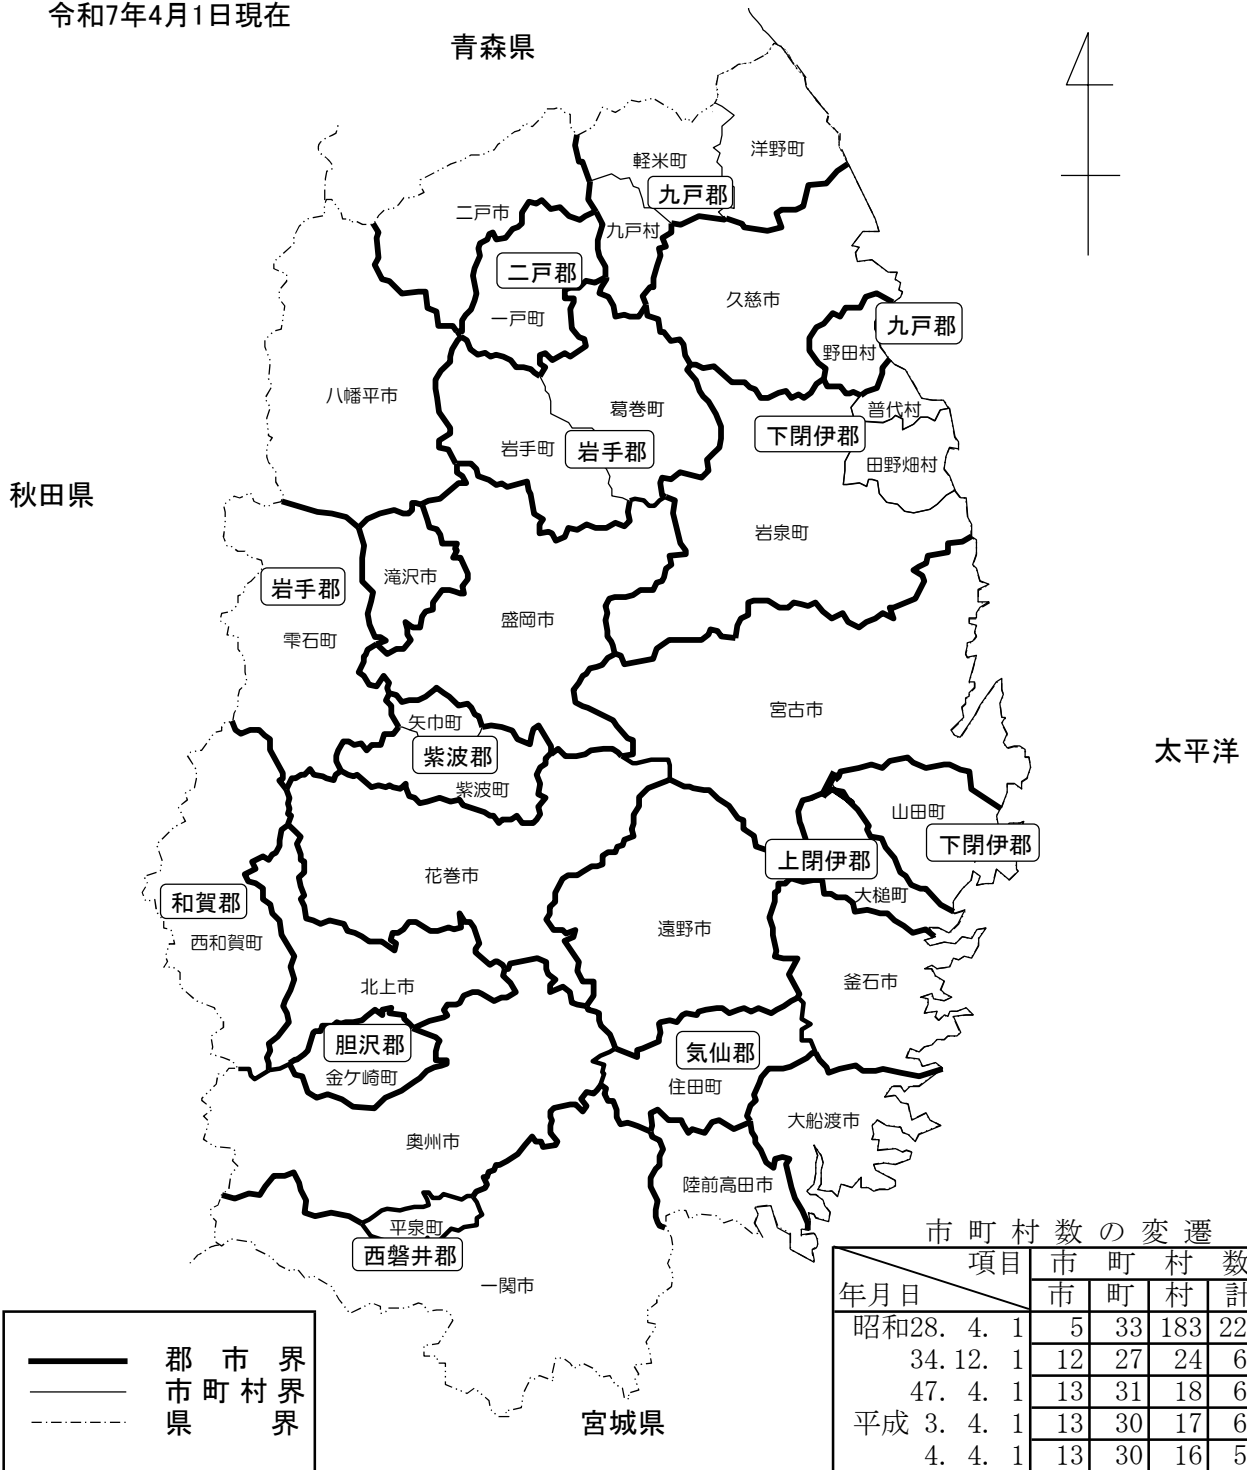 令和7年4月1日現在
青森県
洋野町
軽米町
九戸郡
二戸市
九戸村
二戸郡
久慈市
一戸町
九戸郡
野田村
八幡平市
葛巻町
普代村
下閉伊郡
岩手町
岩手郡
田野畑村
秋田県
岩泉町
滝沢市
岩手郡
盛岡市
雫石町
宮古市
矢巾町
紫波郡
太平洋
紫波町
山田町
下閉伊郡
上閉伊郡
花巻市
大槌町
和賀郡
遠野市
西和賀町
釜石市
北上市
胆沢郡
気仙郡
金ケ崎町
住田町
大船渡市
奥州市
陸前高田市
平泉町
西磐井郡
一関市
宮城県
郡市界
市町村界
県界
市町村数の変遷
項目 市町村数
年月日 市 町 村 計
昭和28. 4. 1 5 33 183 22
34.12. 1 12 27 24 6
47. 4. 1 13 31 18 6
平成 3. 4. 1 13 30 17 6
4. 4. 1 13 30 16 5